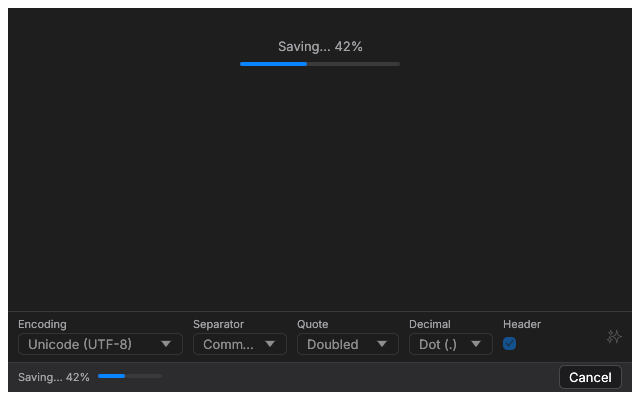 Saving... 42%
Encoding Separator Quote Decimal Header
Unicode (UTF-8) Comm... Doubled Dot (.)
Saving... 42% Cancel